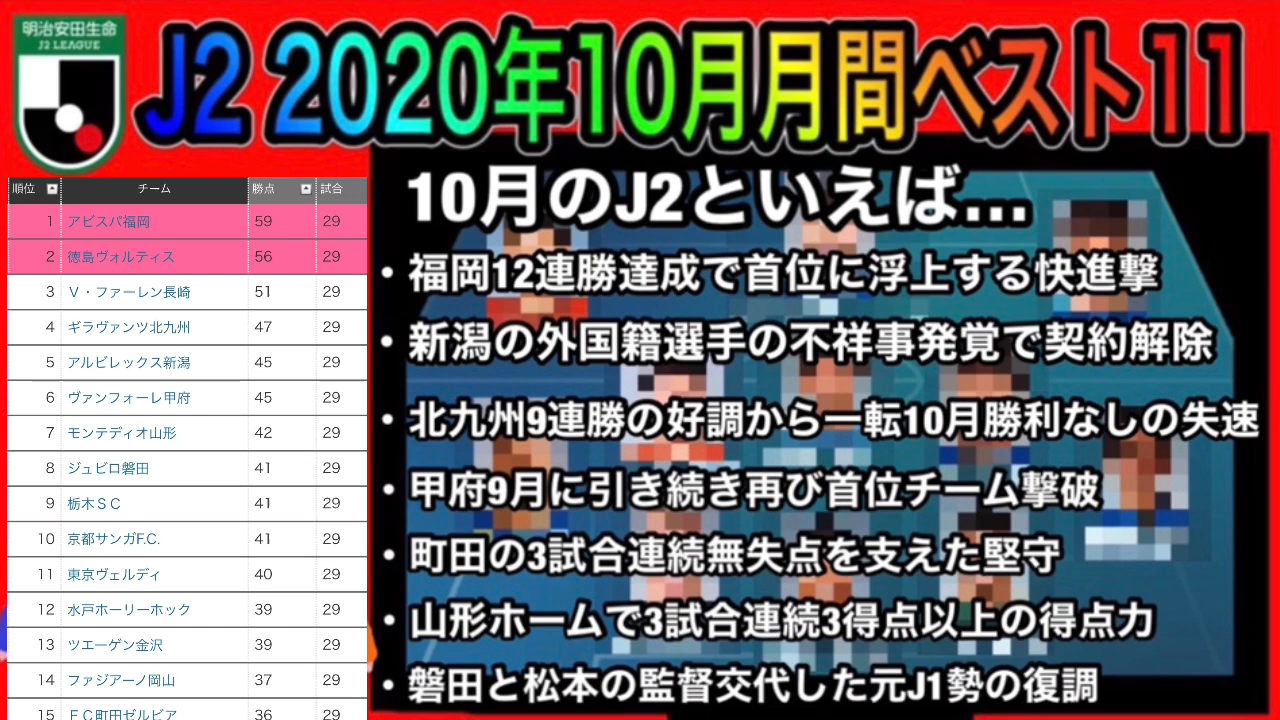 明治安田生命
J2 LEAGUE
J2 2020年10月月間ベスト11
順位 チーム 勝点 試合
1 アビスパ福岡 59 29
2 徳島ヴォルティス 56 29
3 Ｖ・ファーレン長崎 51 29
4 ギラヴァンツ北九州 47 29
5 アルビレックス新潟 45 29
6 ヴァンフォーレ甲府 45 29
7 モンテディオ山形 42 29
8 ジュビロ磐田 41 29
9 栃木ＳＣ 41 29
10 京都サンガF.C. 41 29
11 東京ヴェルディ 40 29
12 水戸ホーリーホック 39 29
13 ツエーゲン金沢 39 29
14 ファジアーノ岡山 37 29
15 ＦＣ町田ゼルビア 36 29
10月のJ2といえば…
・福岡12連勝達成で首位に浮上する快進撃
・新潟の外国籍選手の不祥事発覚で契約解除
・北九州9連勝の好調から一転10月勝利なしの失速
・甲府9月に引き続き再び首位チーム撃破
・町田の3試合連続無失点を支えた堅守
・山形ホームで3試合連続3得点以上の得点力
・磐田と松本の監督交代した元J1勢の復調